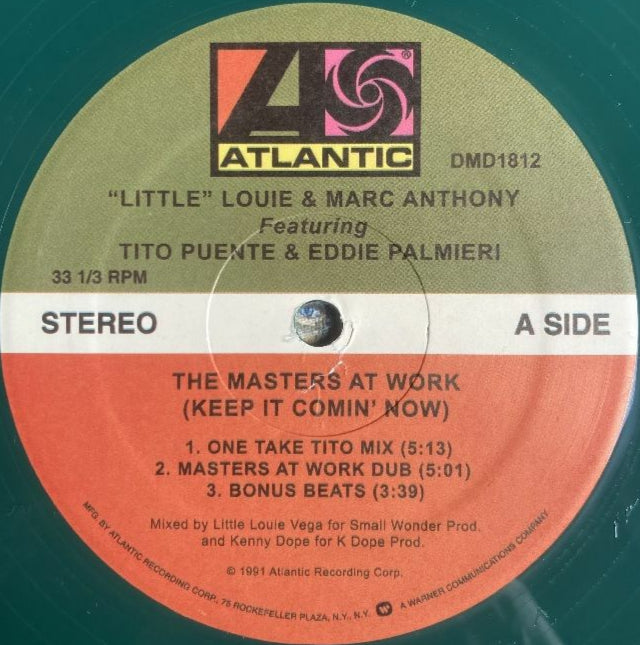 ATLANTIC
®
DMD1812
"LITTLE" LOUIE & MARC ANTHONY
Featuring
TITO PUENTE & EDDIE PALMIERI
33 1/3 RPM
STEREO
A SIDE
THE MASTERS AT WORK
(KEEP IT COMIN' NOW)
1. ONE TAKE TITO MIX (5:13)
2. MASTERS AT WORK DUB (5:01)
3. BONUS BEATS (3:39)
Mixed by Little Louie Vega for Small Wonder Prod.
and Kenny Dope for K Dope Prod.
© 1991 Atlantic Recording Corp.
MFG. BY ATLANTIC RECORDING CORP., 75 ROCKEFELLER PLAZA, N.Y., N.Y. A WARNER COMMUNICATIONS COMPANY